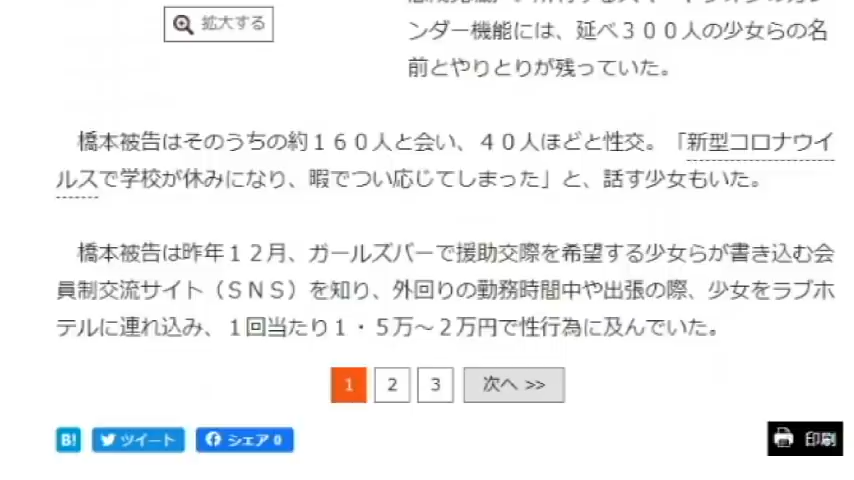 拡大する
ンダー機能には、延べ３００人の少女らの名
前とやりとりが残っていた。
橋本被告はそのうちの約１６０人と会い、４０人ほどと性交。「新型コロナウイ
ルスで学校が休みになり、暇でつい応じてしまった」と、話す少女もいた。
橋本被告は昨年１２月、ガールズバーで援助交際を希望する少女らが書き込む会
員制交流サイト（ＳＮＳ）を知り、外回りの勤務時間中や出張の際、少女をラブホ
テルに連れ込み、１回当たり１・５万～２万円で性行為に及んでいた。
1 2 3 次へ >>
B! ツイート シェア 0 印刷